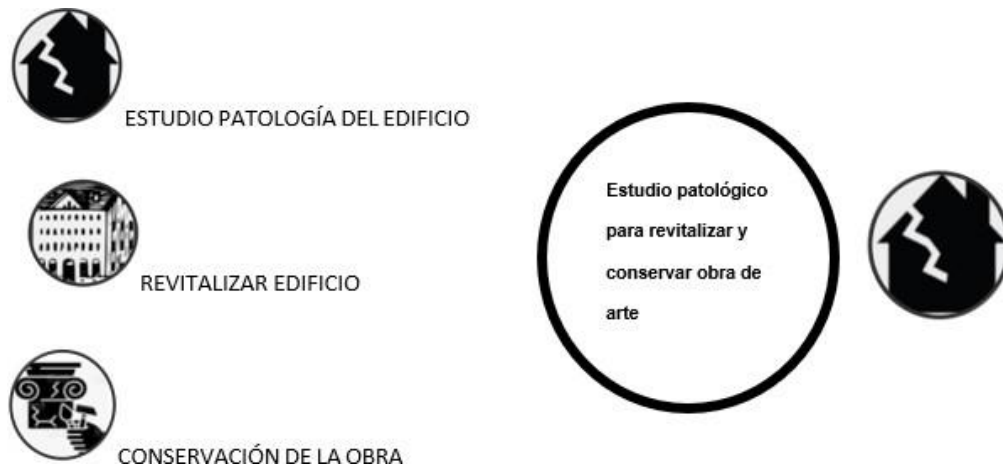 ESTUDIO PATOLOGÍA DEL EDIFICIO
REVITALIZAR EDIFICIO
CONSERVACIÓN DE LA OBRA
Estudio patológico
para revitalizar y
conservar obra de
arte